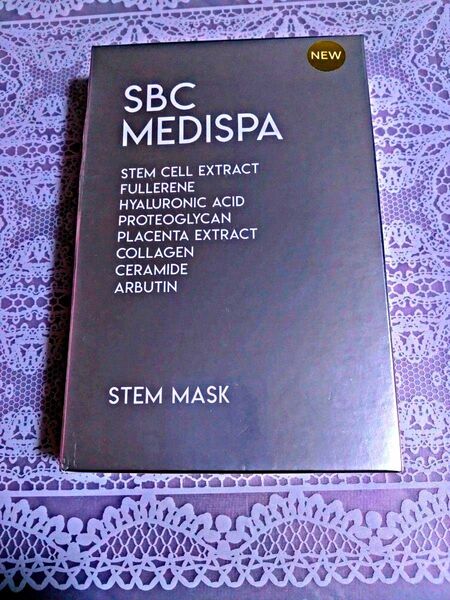 NEW
SBC
MEDISPA
STEM CELL EXTRACT
FULLERENE
HYALURONIC ACID
PROTEOGLYCAN
PLACENTA EXTRACT
COLLAGEN
CERAMIDE
ARBUTIN
STEM MASK